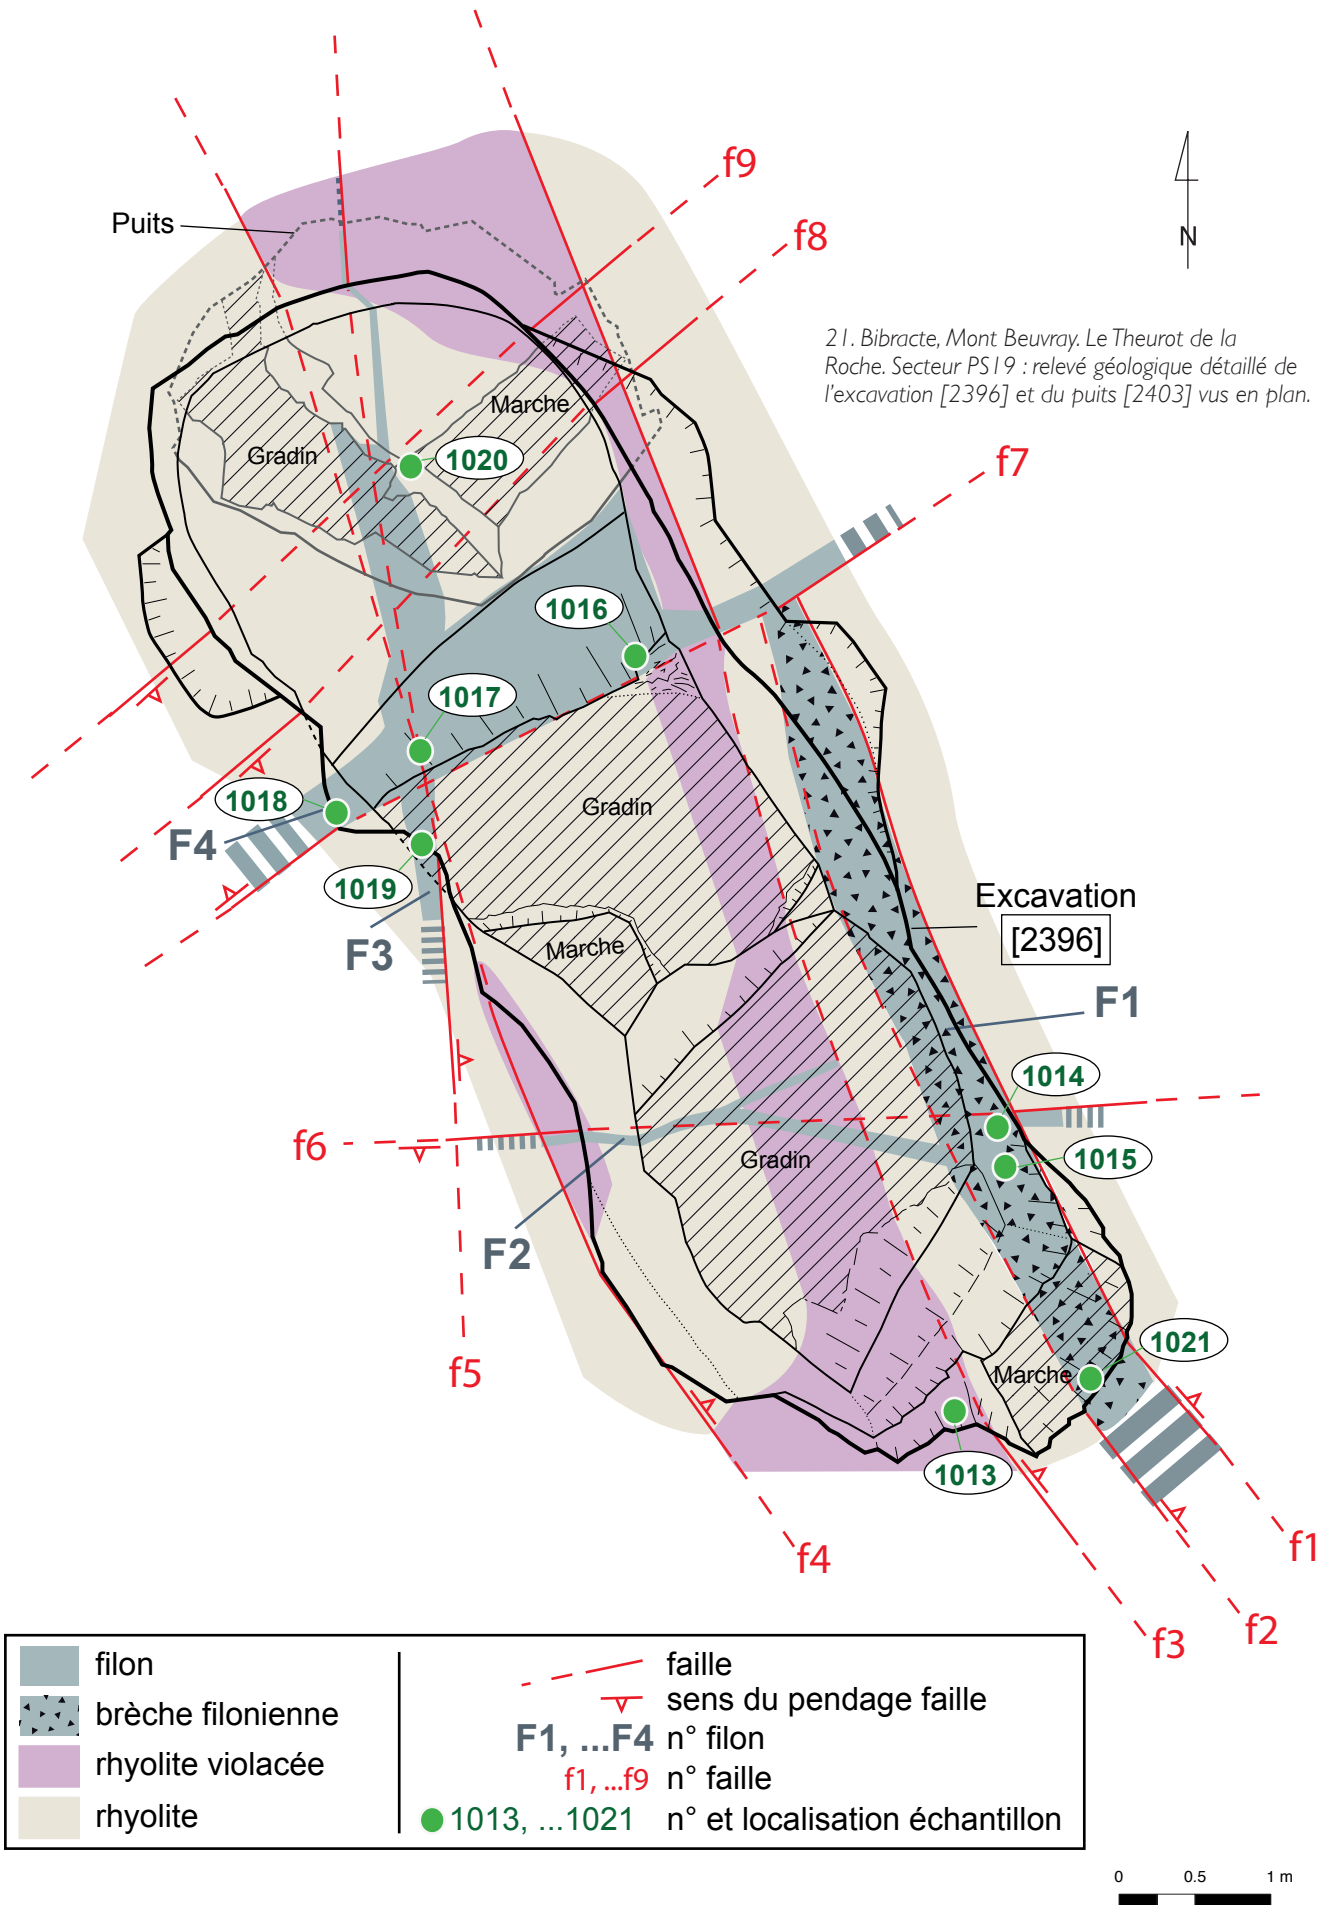 f9
Puits
f8
N
21. Bibracte, Mont Beuvray. Le Theurot de la
Roche. Secteur PS19 : relevé géologique détaillé de
l'excavation [2396] et du puits [2403] vus en plan.
Marche
Gradin
1020
f7
1016
1017
1018
Gradin
F4
1019
Excavation
[2396]
F3
Marche
F1
1014
f6
1015
Gradin
F2
1021
f5
Marche
1013
f4
f1
f2
f3
filon
brèche filonienne
rhyolite violacée
rhyolite
faille
sens du pendage faille
F1, ...F4 n° filon
f1, ...f9 n° faille
1013, ...1021 n° et localisation échantillon
0 0.5 1 m